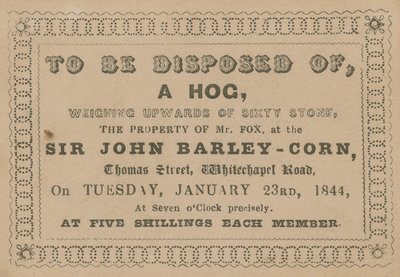 TO BE DISPOSED OF,
A HOG,
WEIGHING UPWARDS OF SIXTY STONE,
THE PROPERTY OF Mr. FOX, at the
SIR JOHN BARLEY-CORN,
Thomas Street, Whitechapel Road,
On TUESDAY, JANUARY 23RD, 1844,
At Seven o'Clock precisely.
AT FIVE SHILLINGS EACH MEMBER.